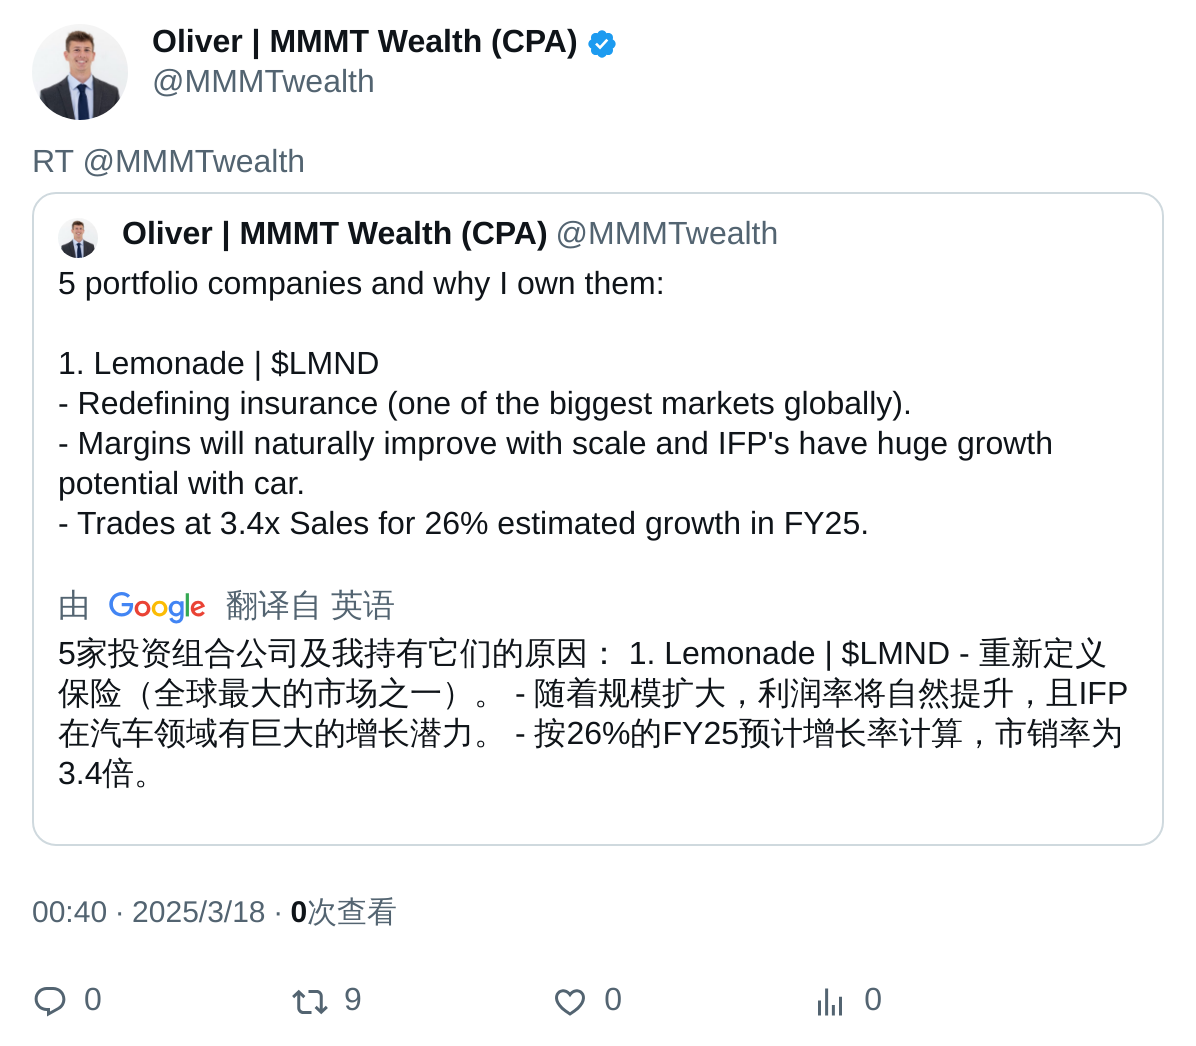 Oliver | MMMT Wealth (CPA)
@MMMTwealth
RT @MMMTwealth
Oliver | MMMT Wealth (CPA) @MMMTwealth
5 portfolio companies and why I own them:
1. Lemonade | $LMND
- Redefining insurance (one of the biggest markets globally).
- Margins will naturally improve with scale and IFP's have huge growth
potential with car.
- Trades at 3.4x Sales for 26% estimated growth in FY25.
由 Google 翻译自 英语
5家投资组合公司及我持有它们的原因： 1. Lemonade | $LMND - 重新定义
保险（全球最大的市场之一）。 - 随着规模扩大，利润率将自然提升，且IFP
在汽车领域有巨大的增长潜力。 - 按26%的FY25预计增长率计算，市销率为
3.4倍。
00:40 · 2025/3/18 · 0次查看
0 9 0 0